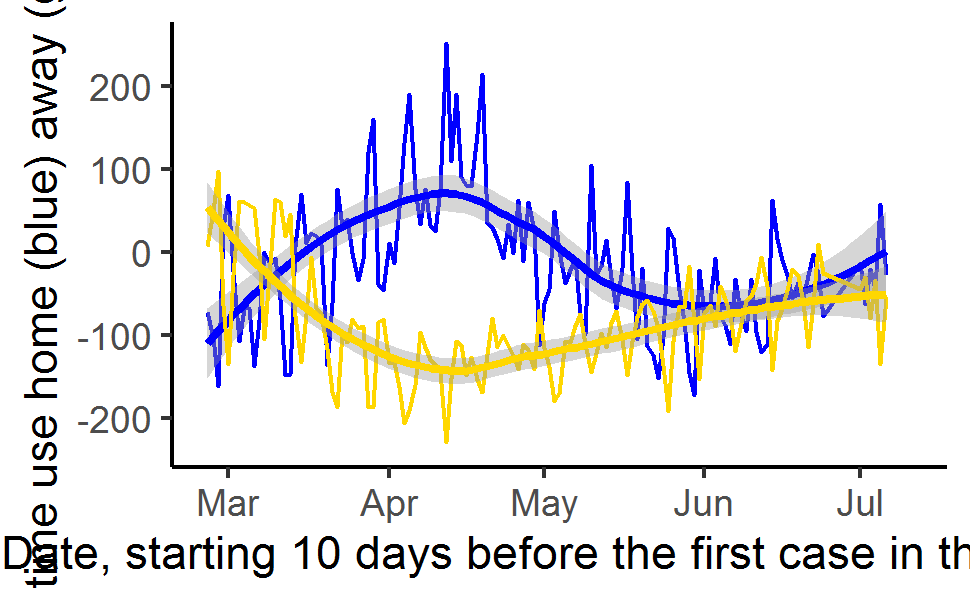 time use home (blue) away (
200
100
0
-100
-200
Mar Apr May Jun Jul
Date, starting 10 days before the first case in th